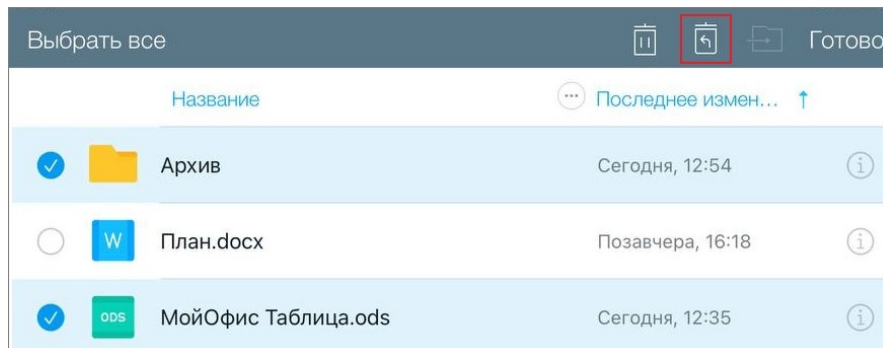 Выбрать все Готово
Название Последнее измен...
Архив Сегодня, 12:54
W План.docx Позавчера, 16:18
ODS МойОфис Таблица.ods Сегодня, 12:35